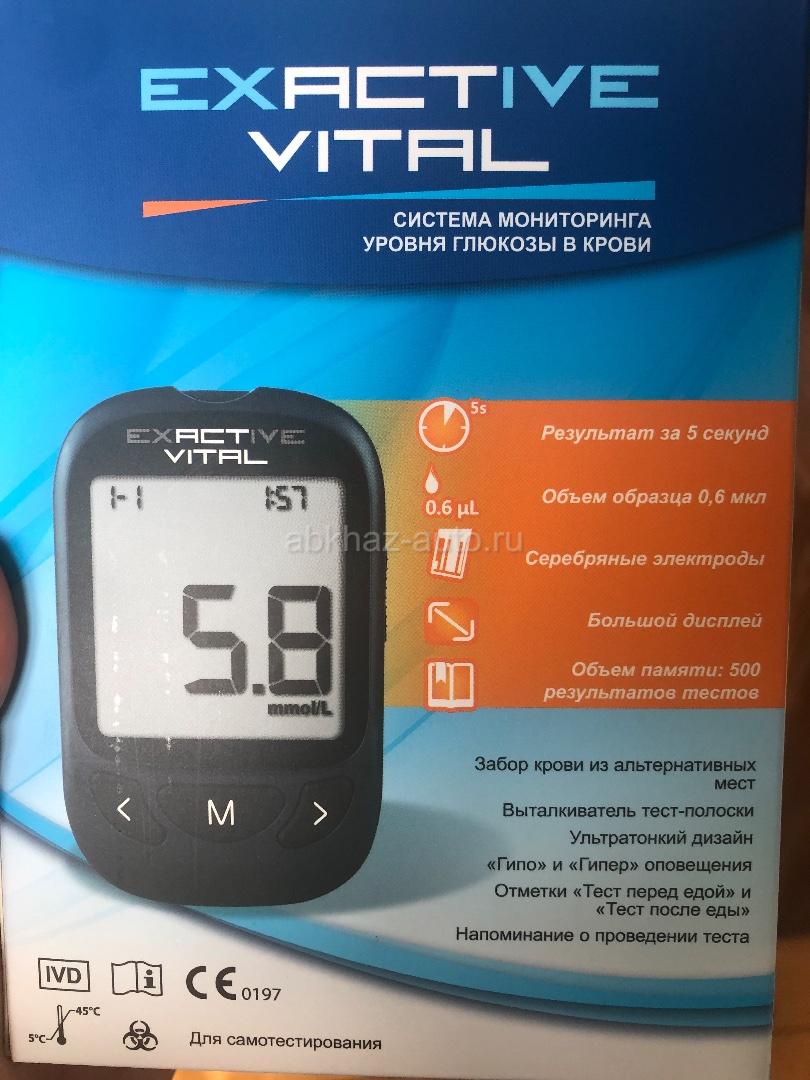 EXACTIVE
VITAL
СИСТЕМА МОНИТОРИНГА
УРОВНЯ ГЛЮКОЗЫ В КРОВИ
EXACTIVE
VITAL
1-1 1:57
5.8
mmol/L
< M >
5s
Результат за 5 секунд
0.6 µL
Объем образца 0,6 мкл
abkhaz-auto.ru
Серебряные электроды
Большой дисплей
Объем памяти: 500
результатов тестов
Забор крови из альтернативных
мест
Выталкиватель тест-полоски
Ультратонкий дизайн
«Гипо» и «Гипер» оповещения
Отметки «Тест перед едой» и
«Тест после еды»
Напоминание о проведении теста
IVD i CE 0197
45°C
5°C
Для самотестирования